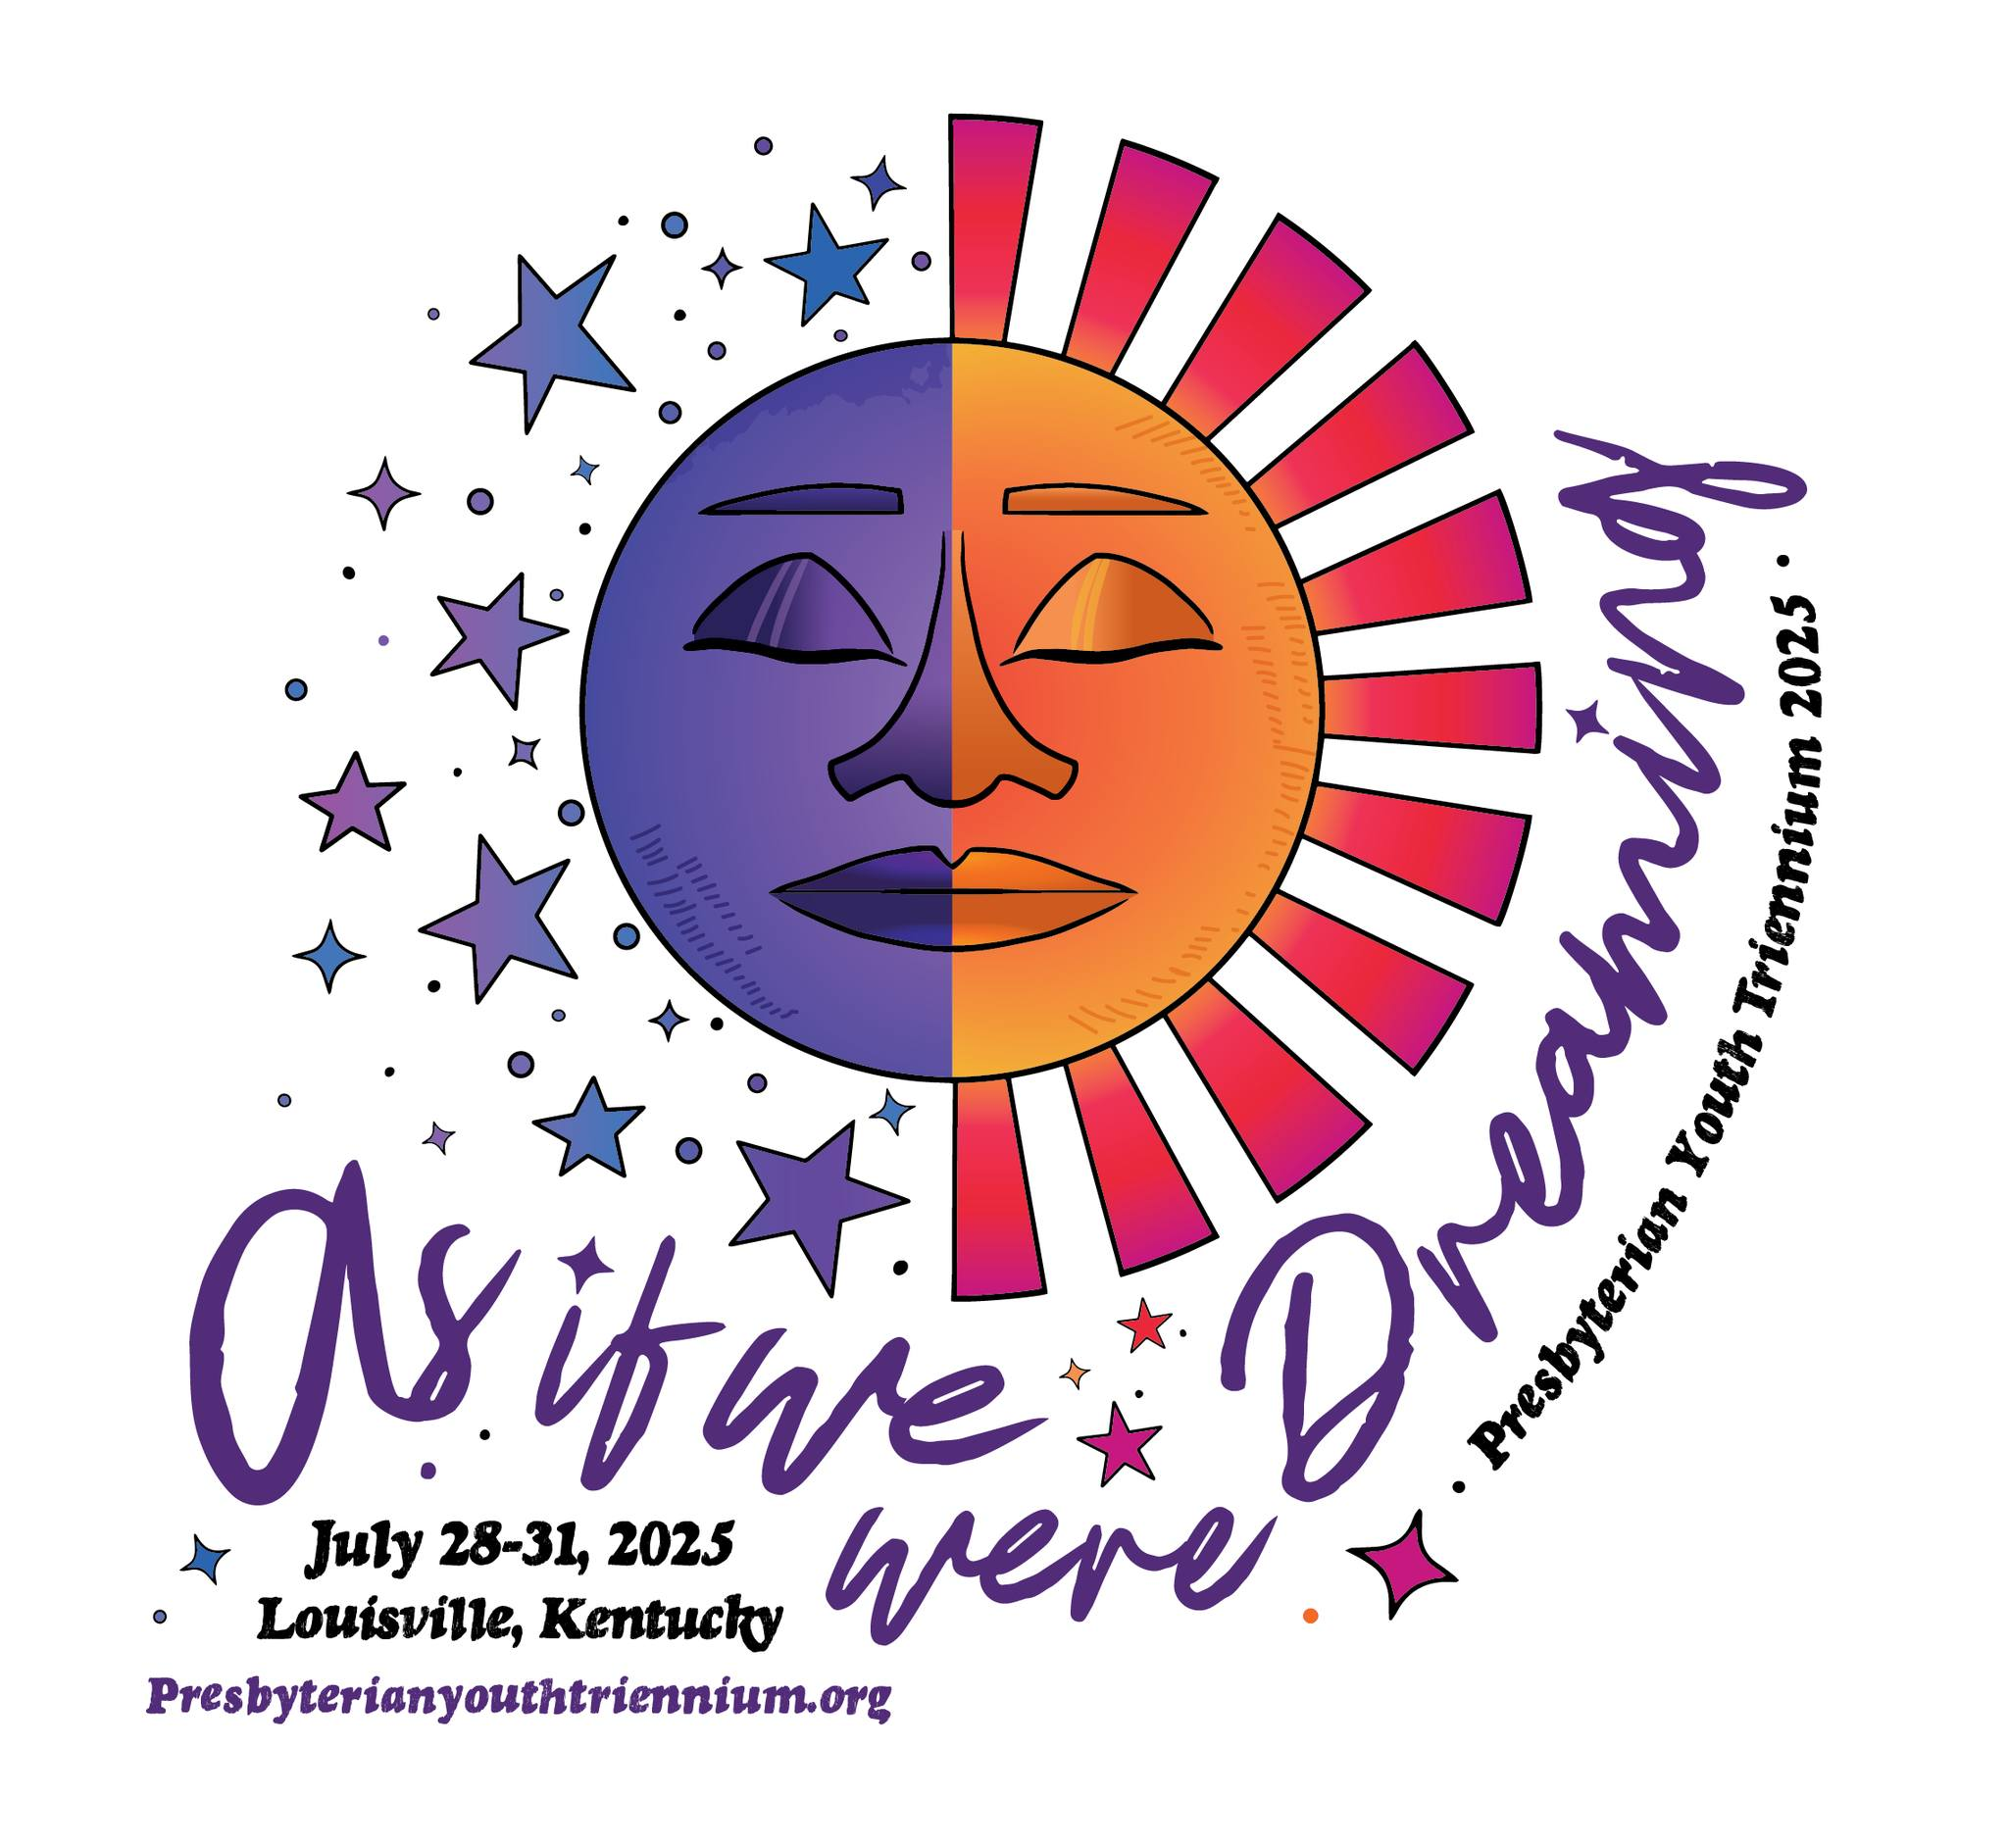 As if we
were Dreaming
• Presbyterian Youth Triennium 2025 •
July 28-31, 2025
Louisville, Kentucky
Presbyterianyouthtriennium.org